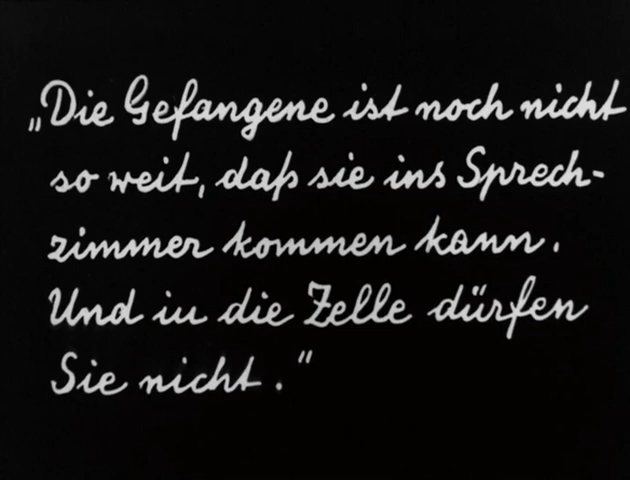 „Die Gefangene ist noch nicht
so weit, daß sie ins Sprech-
zimmer kommen kann.
Und in die Zelle dürfen
Sie nicht."